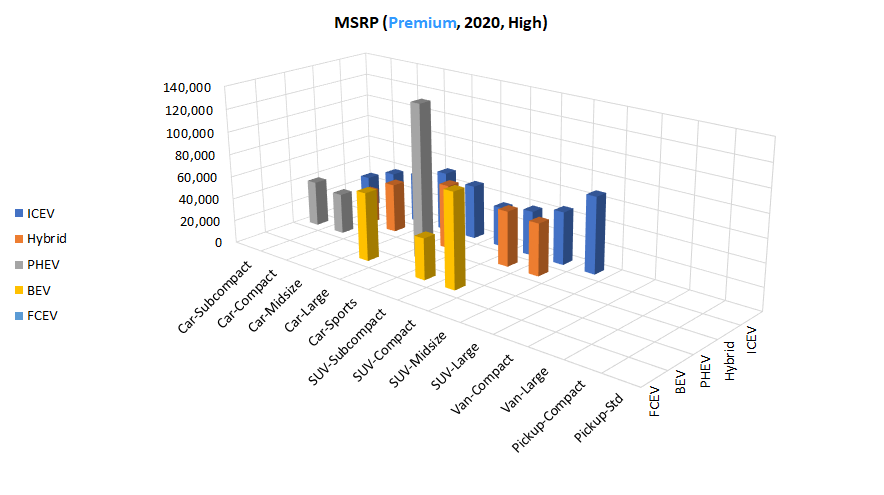 MSRP (Premium, 2020, High)
140,000
120,000
100,000
80,000
60,000
40,000
20,000
0
ICEV
Hybrid
PHEV
BEV
FCEV
Car-Subcompact
Car-Compact
Car-Midsize
Car-Large
Car-Sports
SUV-Subcompact
SUV-Compact
SUV-Midsize
SUV-Large
Van-Compact
Van-Large
Pickup-Compact
Pickup-Std
FCEV
BEV
PHEV
Hybrid
ICEV